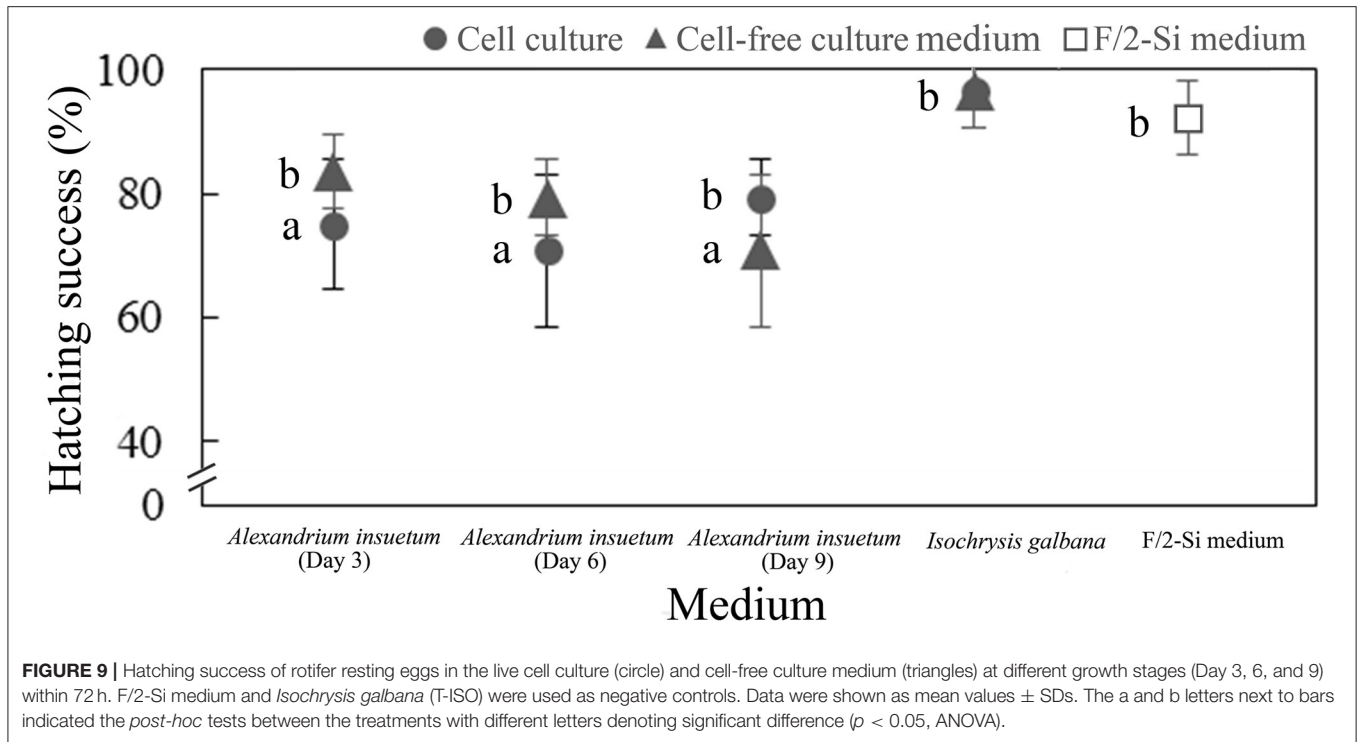 Cell culture Cell-free culture medium F/2-Si medium
Hatching success (%)
100
80
60
40
0
b
a
b
a
b
a
b
b
Alexandrium insuetum
(Day 3)
Alexandrium insuetum
(Day 6)
Alexandrium insuetum
(Day 9)
Isochrysis galbana
F/2-Si medium
Medium
FIGURE 9 | Hatching success of rotifer resting eggs in the live cell culture (circle) and cell-free culture medium (triangles) at different growth stages (Day 3, 6, and 9)
within 72 h. F/2-Si medium and Isochrysis galbana (T-ISO) were used as negative controls. Data were shown as mean values ± SDs. The a and b letters next to bars
indicated the post-hoc tests between the treatments with different letters denoting significant difference (p < 0.05, ANOVA).